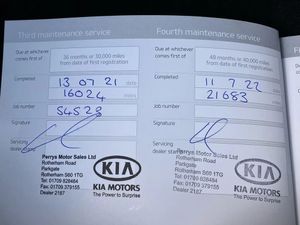 Third maintenance service
Due at whichever comes first of
36 months or 30,000 miles
from date of first registration
Completed
13 07 21
16024
miles
Job number
54523
Signature
Servicing dealer stamp
Perrys Motor Sales Ltd
Rotherham Road
Parkgate
Rotherham S60 1TG
Tel: 01709 828484
Fax: 01709 379155
Dealer 2187
KIA
KIA MOTORS
The Power to Surprise
Fourth maintenance service
Due at whichever comes first of
48 months or 40,000 miles
from date of first registration
Completed
11 7 22
21683
Job number
Signature
Servicing dealer stamp
Perrys Motor Sales Ltd
Rotherham Road
Parkgate
Rotherham S60 1TG
Tel: 01709 828484
Fax: 01709 379155
Dealer 2187
KIA
KIA MOTORS
The Power to Surprise